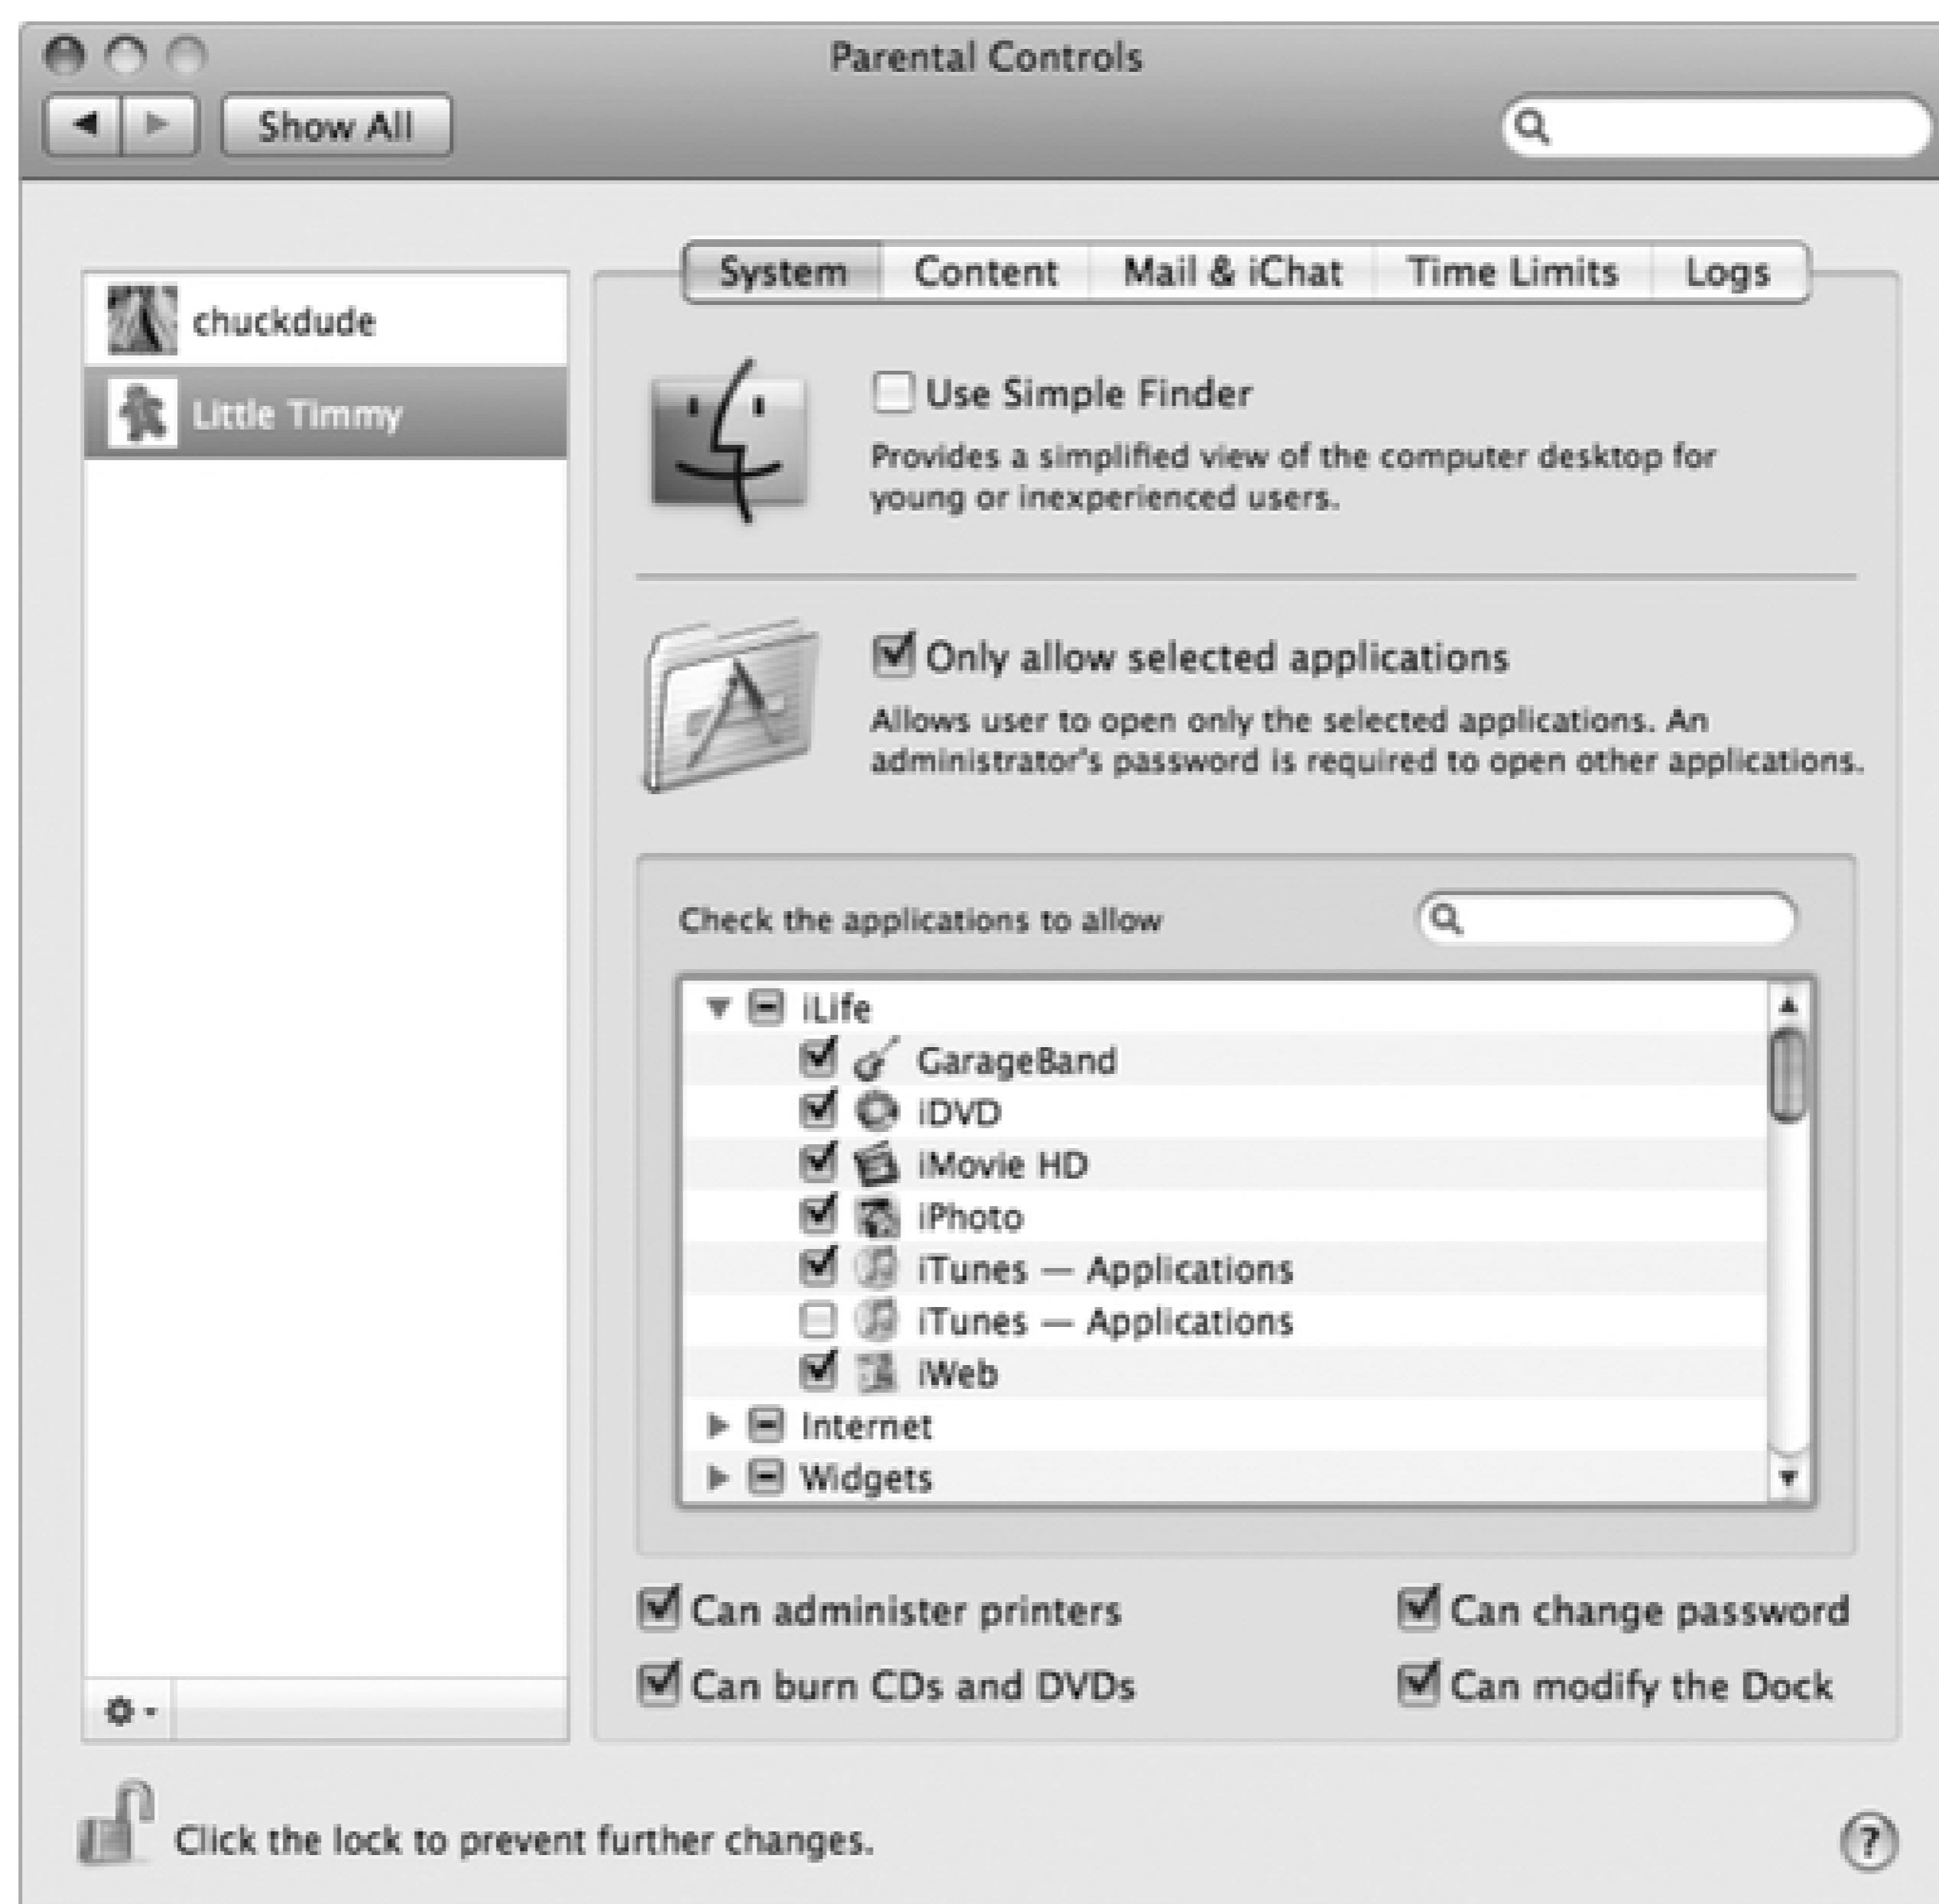 Parental Controls
Show All
System Content Mail & iChat Time Limits Logs
chuckdude
Little Timmy
Use Simple Finder
Provides a simplified view of the computer desktop for
young or inexperienced users.
Only allow selected applications
Allows user to open only the selected applications. An
administrator's password is required to open other applications.
Check the applications to allow
iLife
GarageBand
iDVD
iMovie HD
iPhoto
iTunes — Applications
iTunes — Applications
iWeb
Internet
Widgets
Can administer printers
Can change password
Can burn CDs and DVDs
Can modify the Dock
Click the lock to prevent further changes.
?